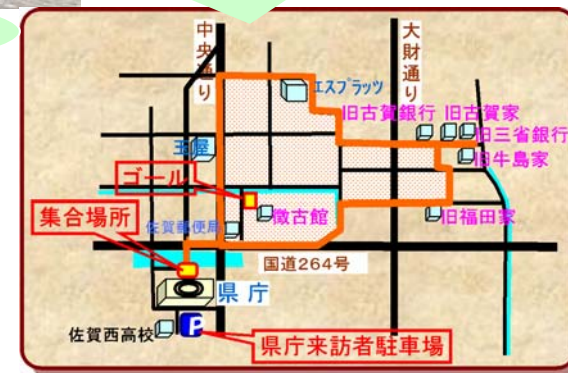 中央通り
大財通り
エスプラッツ
旧古賀銀行
旧古賀家
旧三省銀行
玉屋
旧牛島家
ゴール
集合場所
佐賀郵便局
徴古館
旧福田家
国道264号
県庁
佐賀西高校
P
県庁来訪者駐車場